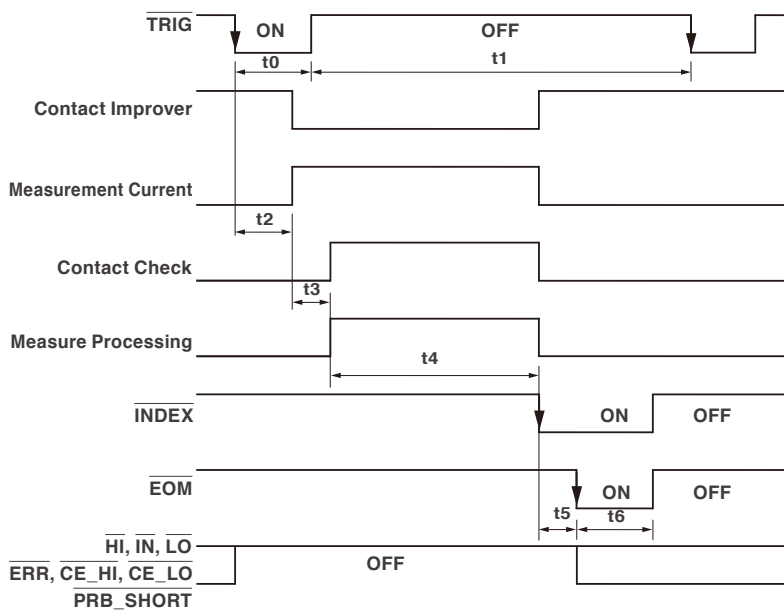 TRIG
ON
OFF
t0
t1
Contact Improver
Measurement Current
t2
Contact Check
t3
Measure Processing
t4
INDEX
ON
OFF
EOM
ON
OFF
t5
t6
HI, IN, LO
OFF
ERR, CE_HI, CE_LO
PRB_SHORT